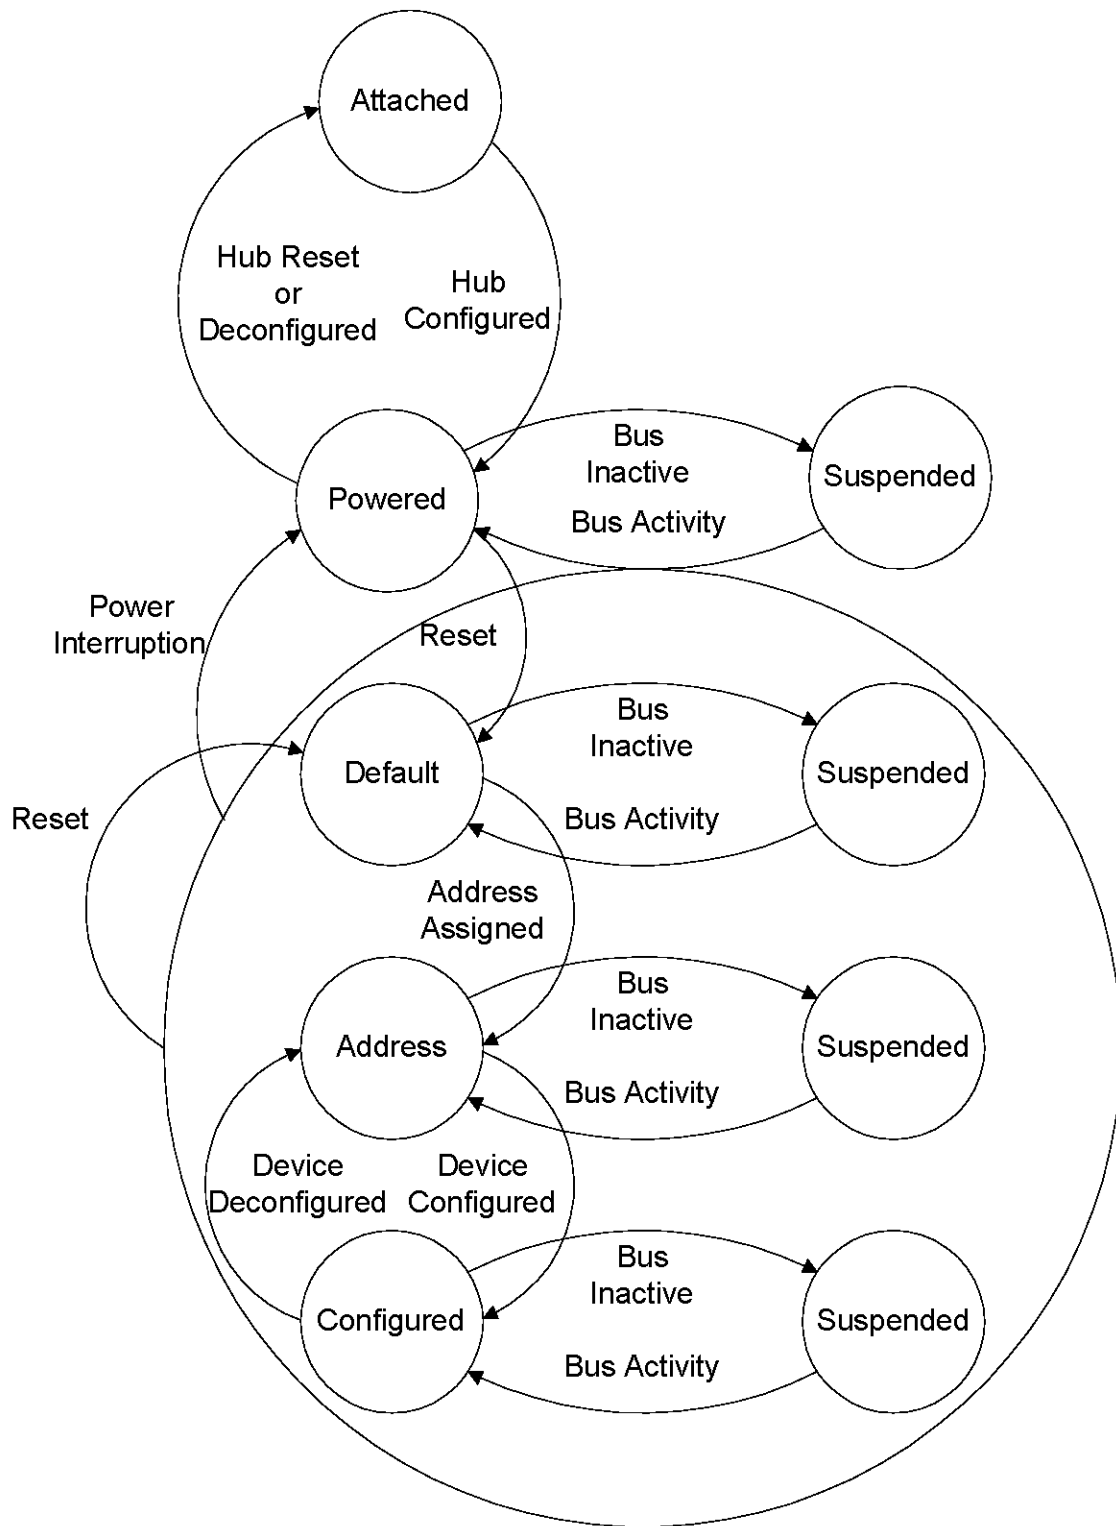 Attached
Hub Reset
or
Deconfigured
Hub
Configured
Powered
Bus
Inactive
Bus Activity
Suspended
Power
Interruption
Reset
Default
Bus
Inactive
Bus Activity
Suspended
Reset
Address
Assigned
Address
Bus
Inactive
Bus Activity
Suspended
Device
Deconfigured
Device
Configured
Configured
Bus
Inactive
Bus Activity
Suspended